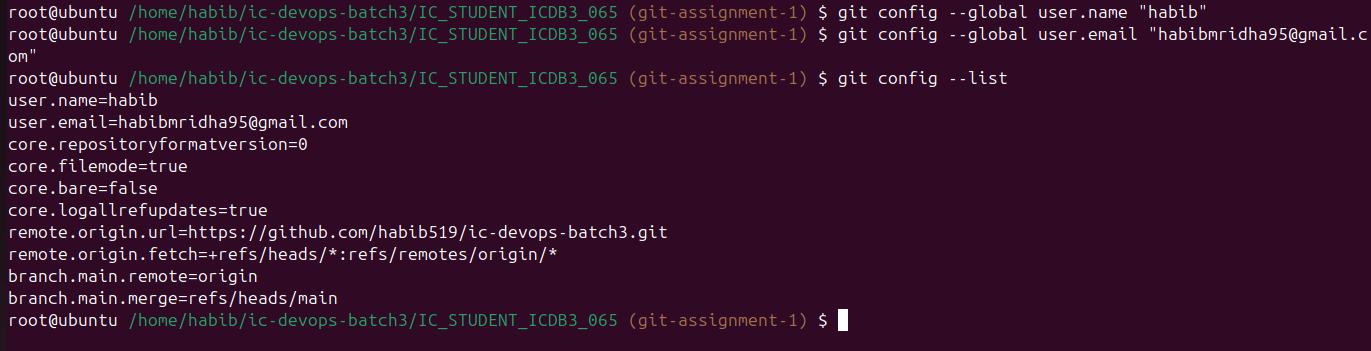 root@ubuntu /home/habib/ic-devops-batch3/IC_STUDENT_ICDB3_065 (git-assignment-1) $ git config --global user.name "habib"
root@ubuntu /home/habib/ic-devops-batch3/IC_STUDENT_ICDB3_065 (git-assignment-1) $ git config --global user.email "habibmridha95@gmail.c
om"
root@ubuntu /home/habib/ic-devops-batch3/IC_STUDENT_ICDB3_065 (git-assignment-1) $ git config --list
user.name=habib
user.email=habibmridha95@gmail.com
core.repositoryformatversion=0
core.filemode=true
core.bare=false
core.logallrefupdates=true
remote.origin.url=https://github.com/habib519/ic-devops-batch3.git
remote.origin.fetch=+refs/heads/*:refs/remotes/origin/*
branch.main.remote=origin
branch.main.merge=refs/heads/main
root@ubuntu /home/habib/ic-devops-batch3/IC_STUDENT_ICDB3_065 (git-assignment-1) $